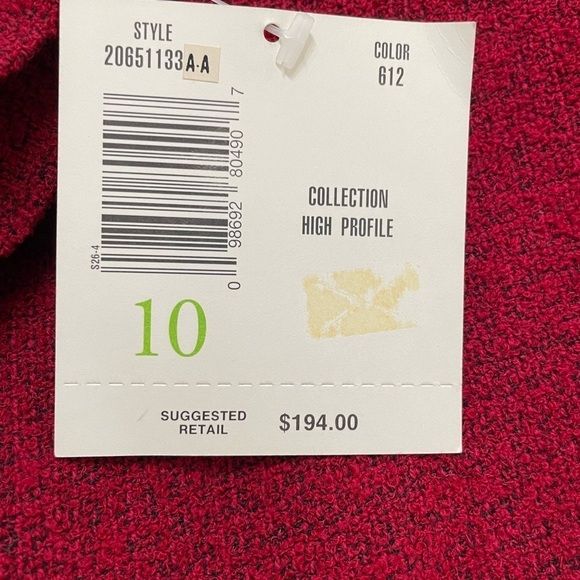 STYLE
20651133A-A
COLOR
612
0 98692 80490 7
S26-4
COLLECTION
HIGH PROFILE
10
SUGGESTED
RETAIL
$194.00